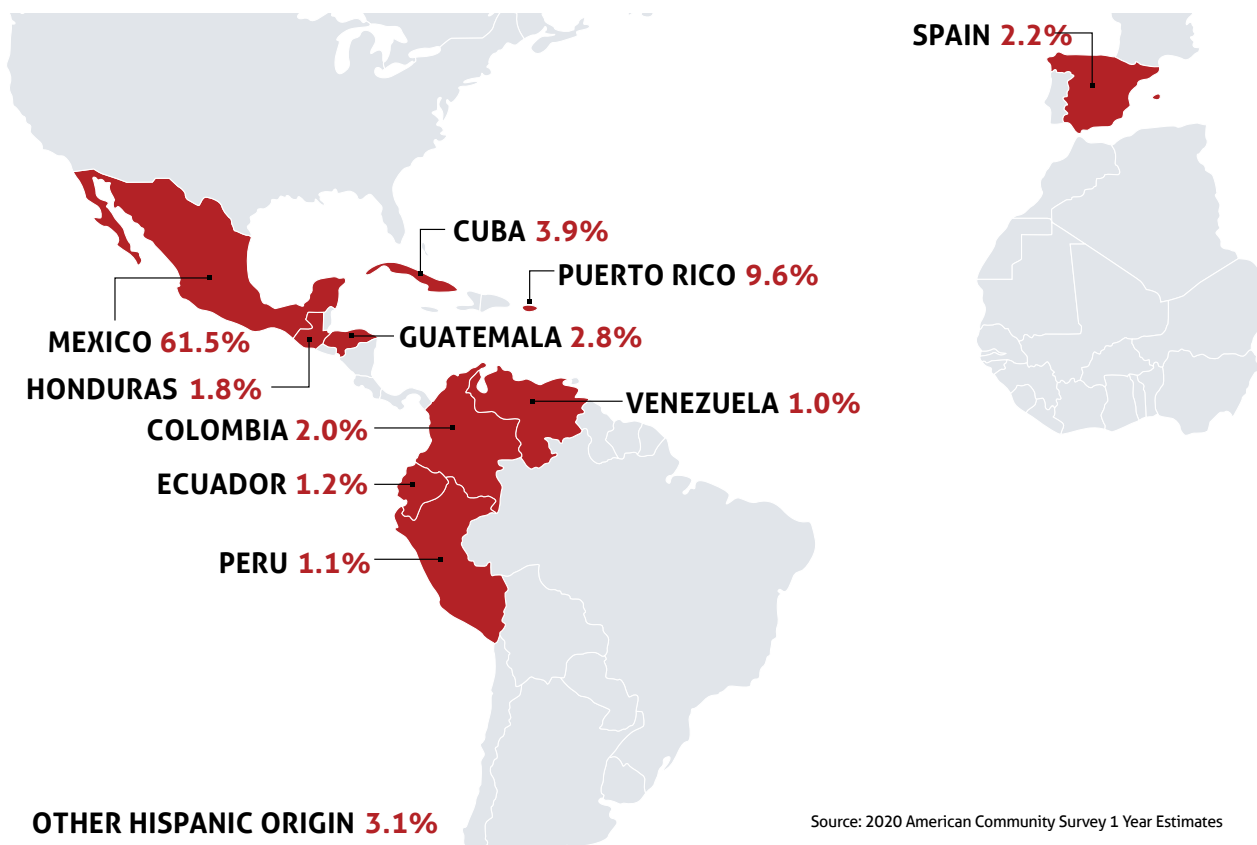 SPAIN 2.2%
CUBA 3.9%
PUERTO RICO 9.6%
MEXICO 61.5%
GUATEMALA 2.8%
HONDURAS 1.8%
VENEZUELA 1.0%
COLOMBIA 2.0%
ECUADOR 1.2%
PERU 1.1%
OTHER HISPANIC ORIGIN 3.1%
Source: 2020 American Community Survey 1 Year Estimates